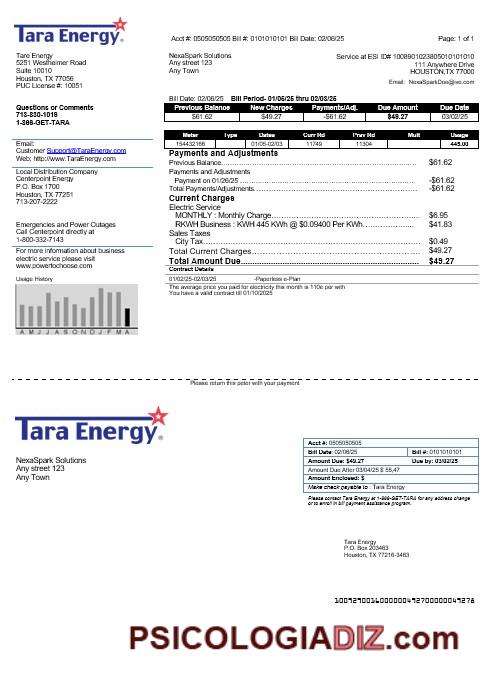 Tara Energy®
Acct #: 0505050505 Bill #: 0101010101 Bill Date: 02/06/25 Page: 1 of 1
Tara Energy
5251 Westheimer Road
Suite 10010
Houston, TX 77056
PUC License #: 10051
NexaSpark Solutions
Any street 123
Any Town
Service at ESI ID# 1008901023805010101010
111 Anywhere Drive
HOUSTON,TX 77000
Email: NexaSparkDoo@ive.com
Questions or Comments
713-830-1019
1-866-GET-TARA
Bill Date: 02/06/25 Bill Period- 01/06/25 thru 02/03/25
Previous Balance New Charges Payments/Adj. Due Amount Due Date
$61.62 $49.27 -$61.62 $49.27 03/02/25
Meter Type Dates Curr Rd Prev Rd Mult Usage
154432166 01/05-02/03 11749 11304 445.00
Email:
Customer Support@TaraEnergy.com
Web: http://www.TaraEnergy.com
Local Distribution Company
Centerpoint Energy
P.O. Box 1700
Houston, TX 77251
713-207-2222
Emergencies and Power Outages
Call Centerpoint directly at
1-800-332-7143
For more information about business
electric service please visit
www.powertochoose.com
Usage History
A M J J A S O N D J F M A
Payments and Adjustments
Previous Balance $61.62
Payments and Adjustments
Payment on 01/26/25 -$61.62
Total Payments/Adjustments -$61.62
Current Charges
Electric Service
MONTHLY : Monthly Charge $6.95
RKWH Business : KWH 445 KWH @ $0.09400 Per KWh $41.83
Sales Taxes
City Tax $0.49
Total Current Charges $49.27
Total Amount Due $49.27
Contract Details
01/02/25-02/03/25 -Paperless e-Plan
The average price you paid for electricity this month is 110¢ per with
You have a valid contract till 01/10/2025
Please return this peter with your payment
Tara Energy®
NexaSpark Solutions
Any street 123
Any Town
Acct #: 0505050505
Bill Date: 02/06/25 Bill #: 0101010101
Amount Due: $49.27 Due by: 03/02/25
Amount Due After 03/04/25 $ 55,47
Amount Enclosed: $
Make check payable to : Tara Energy
Please contact Tara Energy at 1-866-GET-TARA for any address change
or to enroll in bill payment assistance program.
Tara Energy
P.O. Box 203463
Houston, TX 77216-3463
PSICOLOGIADIZ.com